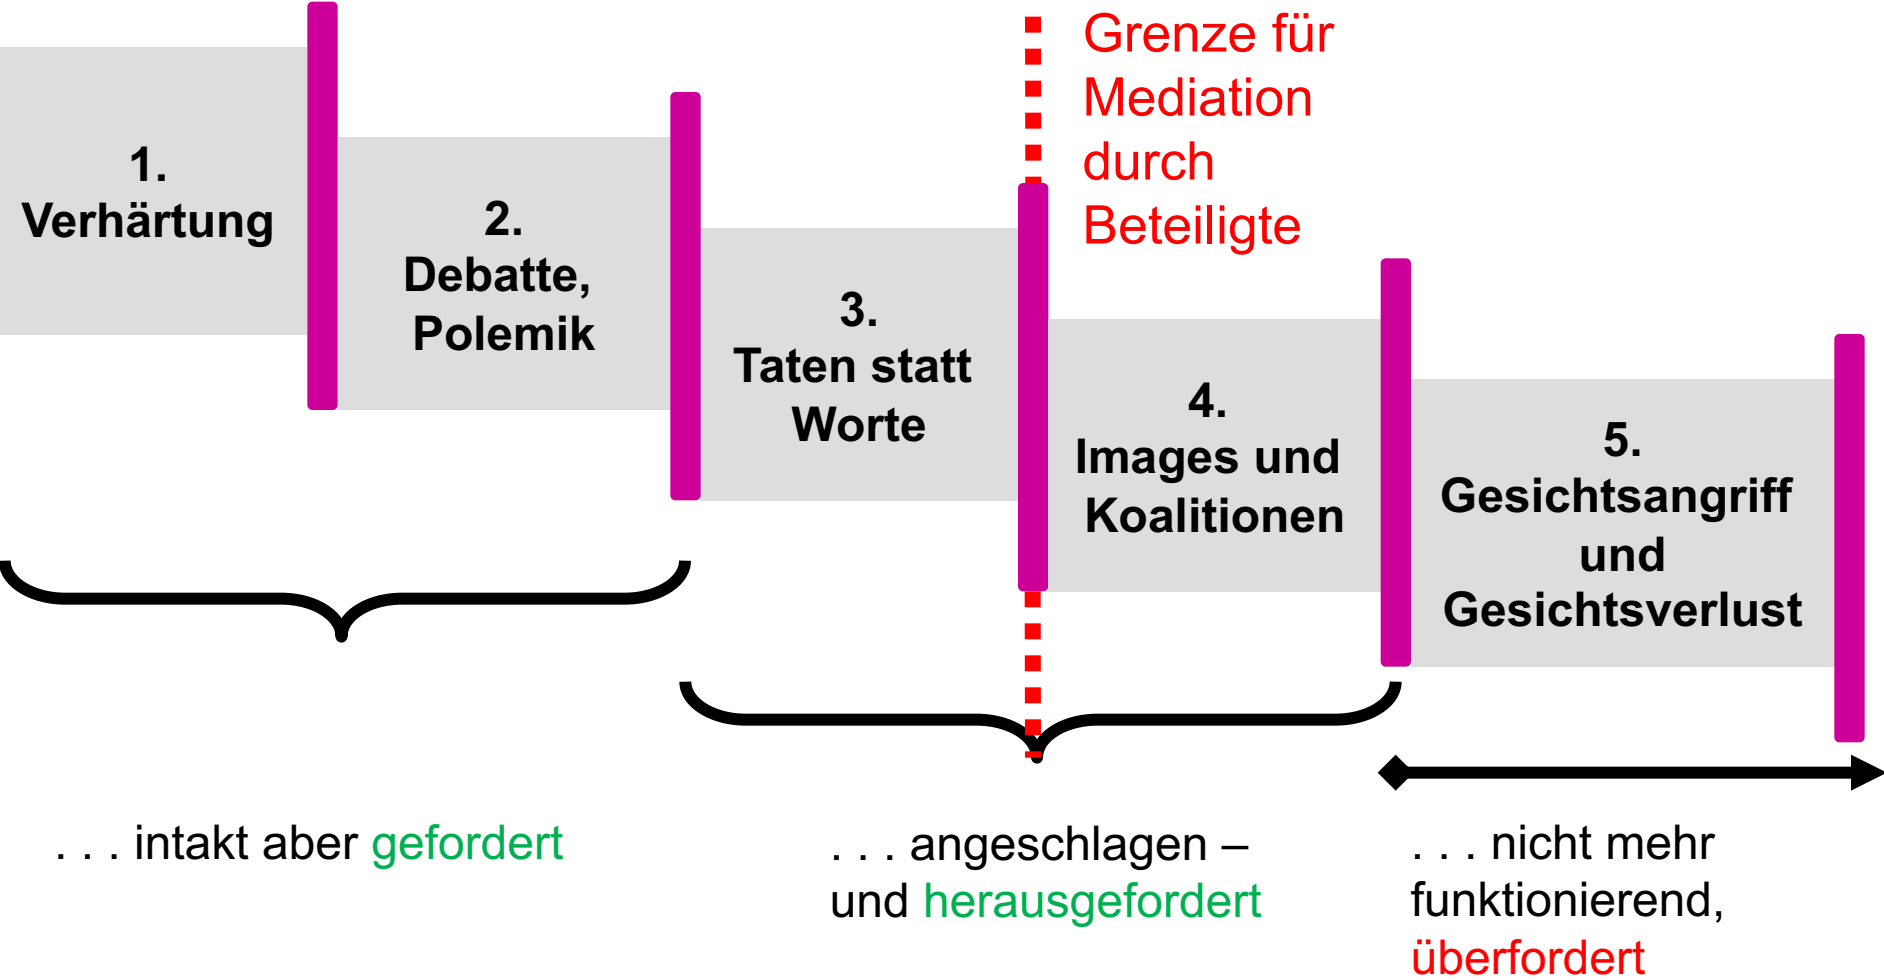 1.
Verhärtung
2.
Debatte,
Polemik
3.
Taten statt
Worte
Grenze für
Mediation
durch
Beteiligte
4.
Images und
Koalitionen
5.
Gesichtsangriff
und
Gesichtsverlust
. . . intakt aber gefordert
. . . angeschlagen –
und herausgefordert
. . . nicht mehr
funktionierend,
überfordert